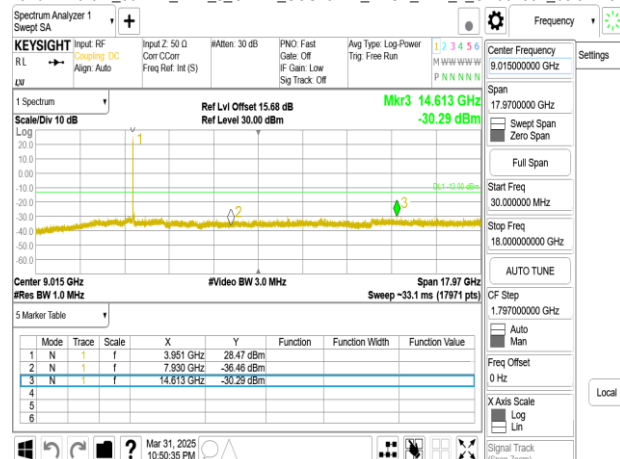 Spectrum Analyzer 1
Swept SA
Frequency
KEYSIGHT
Input: RF
Coupling: DC
Align: Auto
Input Z: 50 Ω
Corr CCorr
Freq Ref: Int (S)
#Atten: 30 dB
PNO: Fast
Gate: Off
IF Gain: Low
Sig Track: Off
Avg Type: Log-Power
Trig: Free Run
1 2 3 4 5 6
M W W W W W
P N N N N N
RL
LXI
Center Frequency
9.015000000 GHz
Settings
Span
17.9700000 GHz
Swept Span
Zero Span
Full Span
Start Freq
30.000000 MHz
Stop Freq
18.000000000 GHz
AUTO TUNE
CF Step
1.797000000 GHz
Auto
Man
Freq Offset
0 Hz
X Axis Scale
Log
Lin
Signal Track
Local
1 Spectrum
Scale/Div 10 dB
Ref Lvl Offset 15.68 dB
Ref Level 30.00 dBm
Mkr3 14.613 GHz
-30.29 dBm
Log
20.0
10.0
0.00
-10.0
-20.0
-30.0
-40.0
-50.0
-60.0
1
2
3
DL1 -13.00 dBm
Center 9.015 GHz
#Video BW 3.0 MHz
Span 17.97 GHz
#Res BW 1.0 MHz
Sweep ~33.1 ms (17971 pts)
5 Marker Table
Mode Trace Scale X Y Function Function Width Function Value
1 N 1 f 3.951 GHz 28.47 dBm
2 N 1 f 7.930 GHz -36.46 dBm
3 N 1 f 14.613 GHz -30.29 dBm
4
5
6
?
Mar 31, 2025
10:50:35 PM